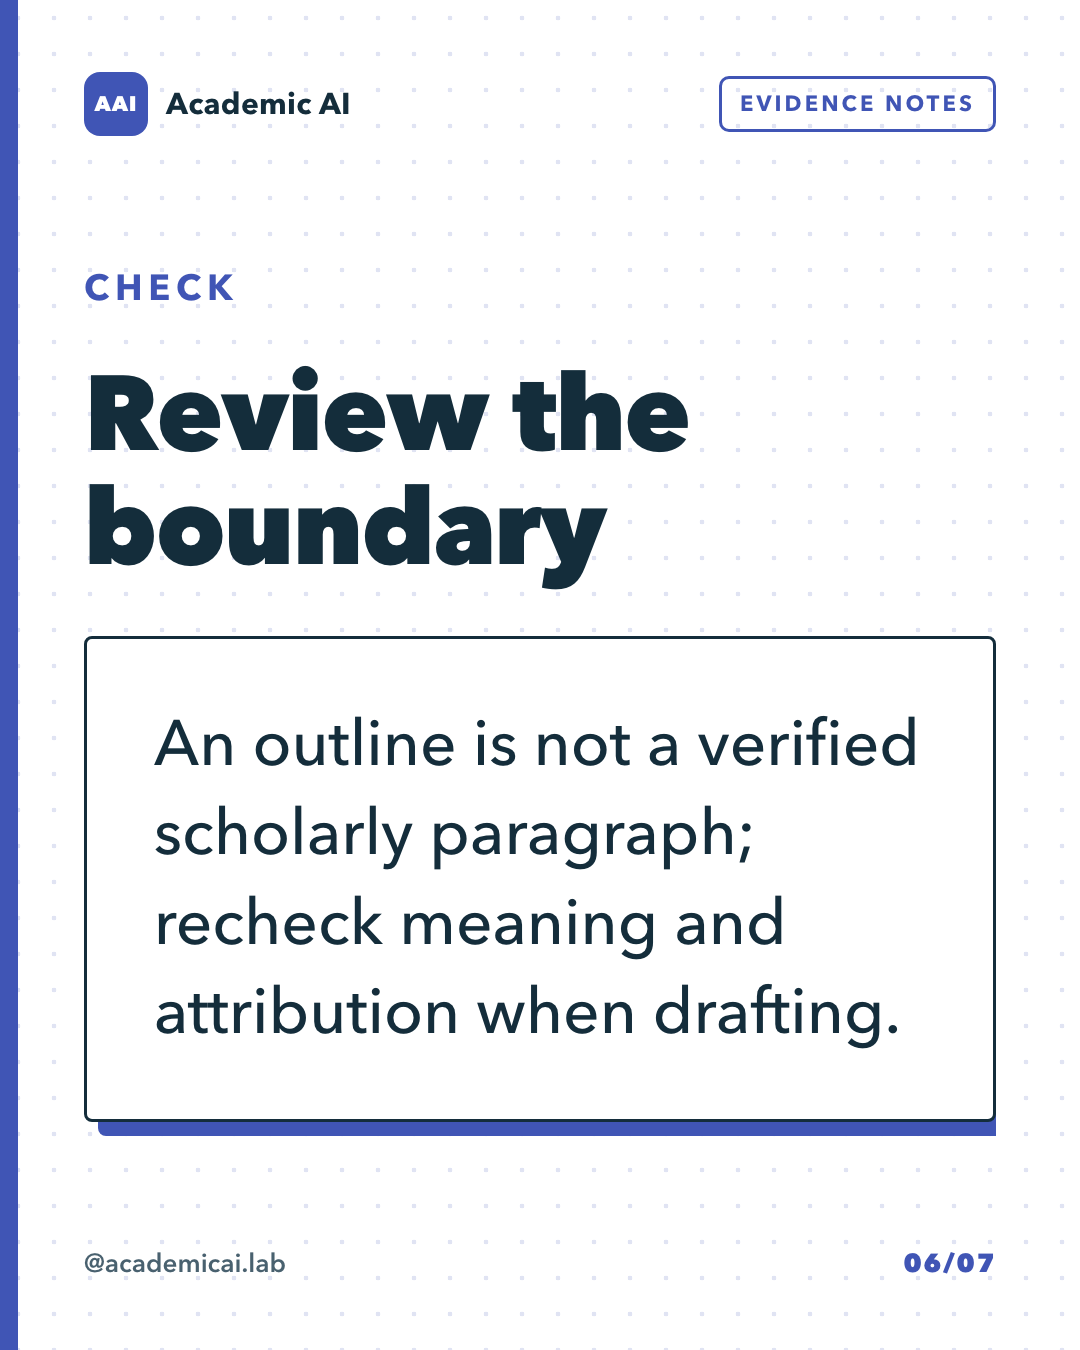 AAI
Academic AI
EVIDENCE NOTES
CHECK
Review the
boundary
An outline is not a verified
scholarly paragraph;
recheck meaning and
attribution when drafting.
@academicai.lab
06/07